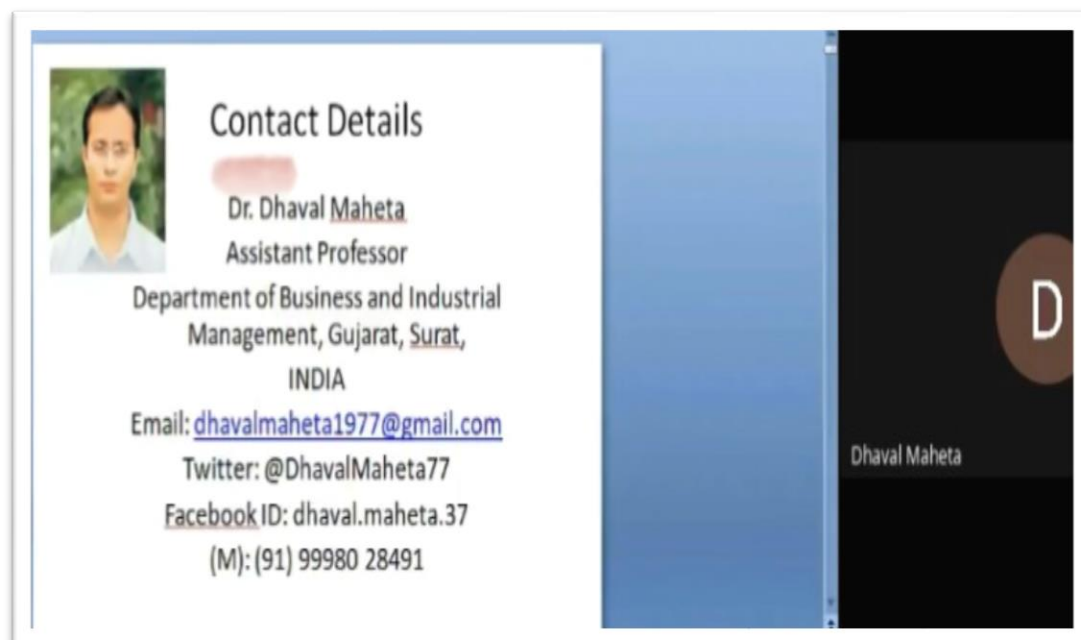 Contact Details
Dr. Dhaval Maheta
Assistant Professor
Department of Business and Industrial
Management, Gujarat, Surat,
INDIA
Email: dhavalmaheta1977@gmail.com
Twitter: @DhavalMaheta77
Facebook ID: dhaval.maheta.37
(M): (91) 99980 28491
D
Dhaval Maheta